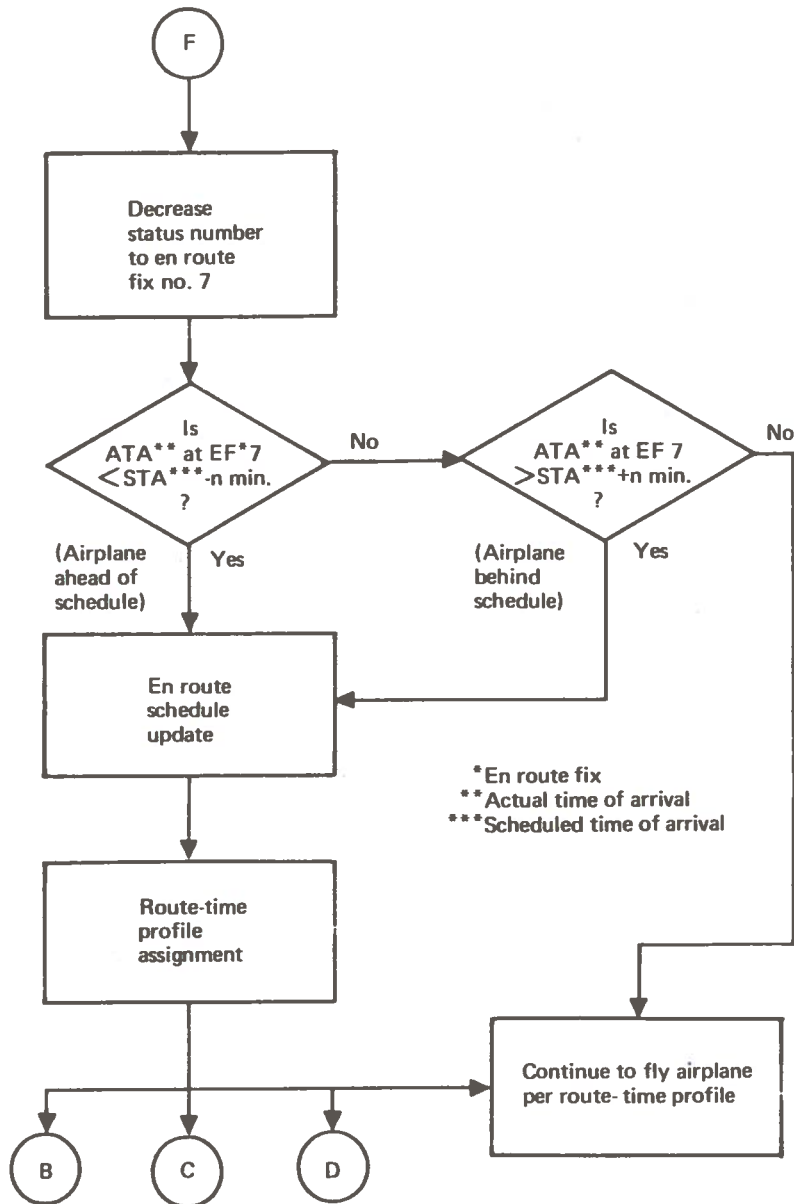 F
Decrease
status number
to en route
fix no. 7
Is
ATA** at EF*7
<STA***-n min.
?
No
Is
ATA** at EF 7
>STA***+n min.
?
No
(Airplane
ahead of
schedule)
Yes
(Airplane
behind
schedule)
Yes
En route
schedule
update
*En route fix
**Actual time of arrival
***Scheduled time of arrival
Route-time
profile
assignment
Continue to fly airplane
per route- time profile
B
C
D